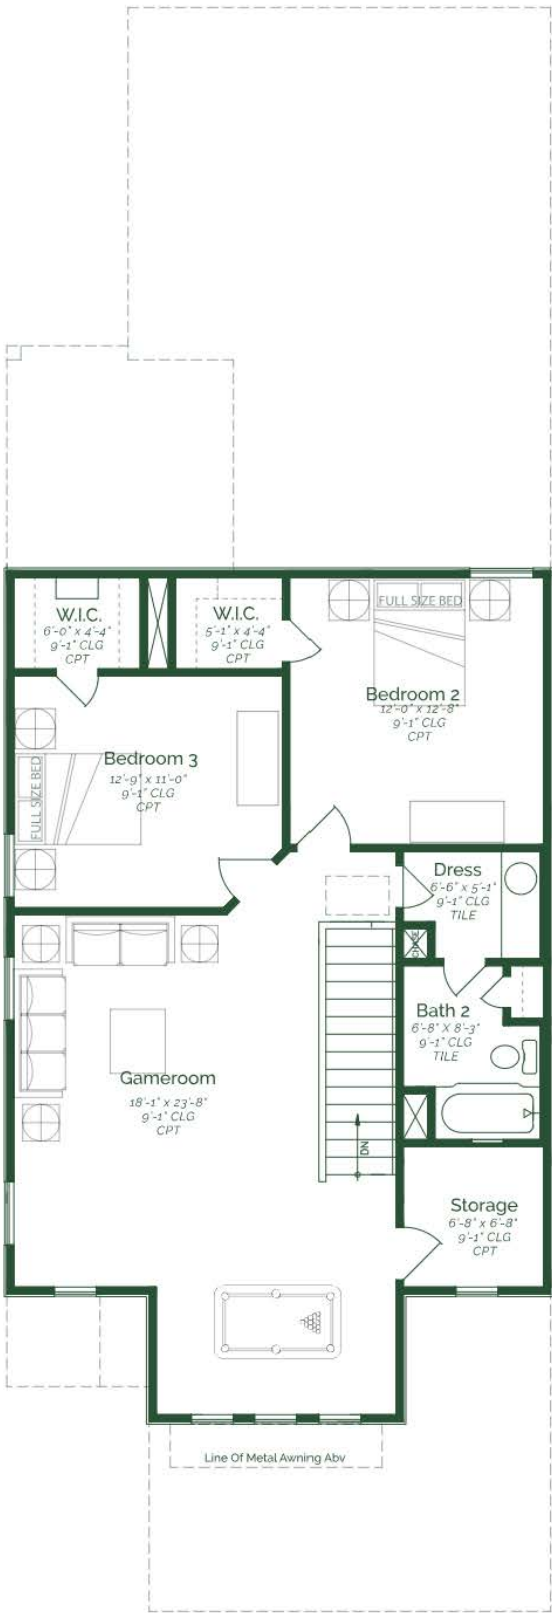 W.I.C.
6'-0" x 4'-4"
9'-1" CLG
CPT
W.I.C.
5'-1" x 4'-4"
9'-1" CLG
CPT
FULL SIZE BED
Bedroom 2
12'-0" x 12'-8"
9'-1" CLG
CPT
Bedroom 3
12'-9" x 11'-0"
9'-1" CLG
CPT
FULL SIZE BED
Dress
6'-6" x 5'-1"
9'-1" CLG
TILE
CHASE
Bath 2
6'-8" X 8'-3"
9'-1" CLG
TILE
Gameroom
18'-1" x 23'-8"
9'-1" CLG
CPT
DN
Storage
6'-8" x 6'-8"
9'-1" CLG
CPT
Line Of Metal Awning Abv